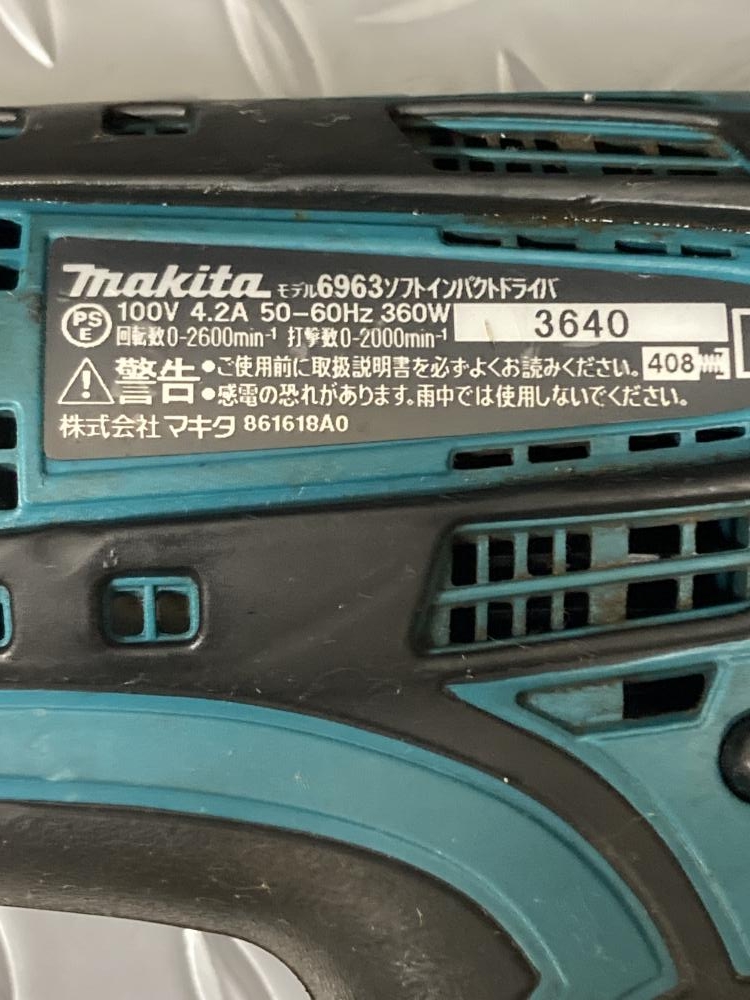 makita モデル6963ソフトインパクトドライバ
PS E 100V 4.2A 50-60Hz 360W 3640
回転数0-2600min-1 打撃数0-2000min-1
警告 •ご使用前に取扱説明書を必ずよくお読みください。 408
•感電の恐れがあります。雨中では使用しないでください。
株式会社マキタ 861618A0